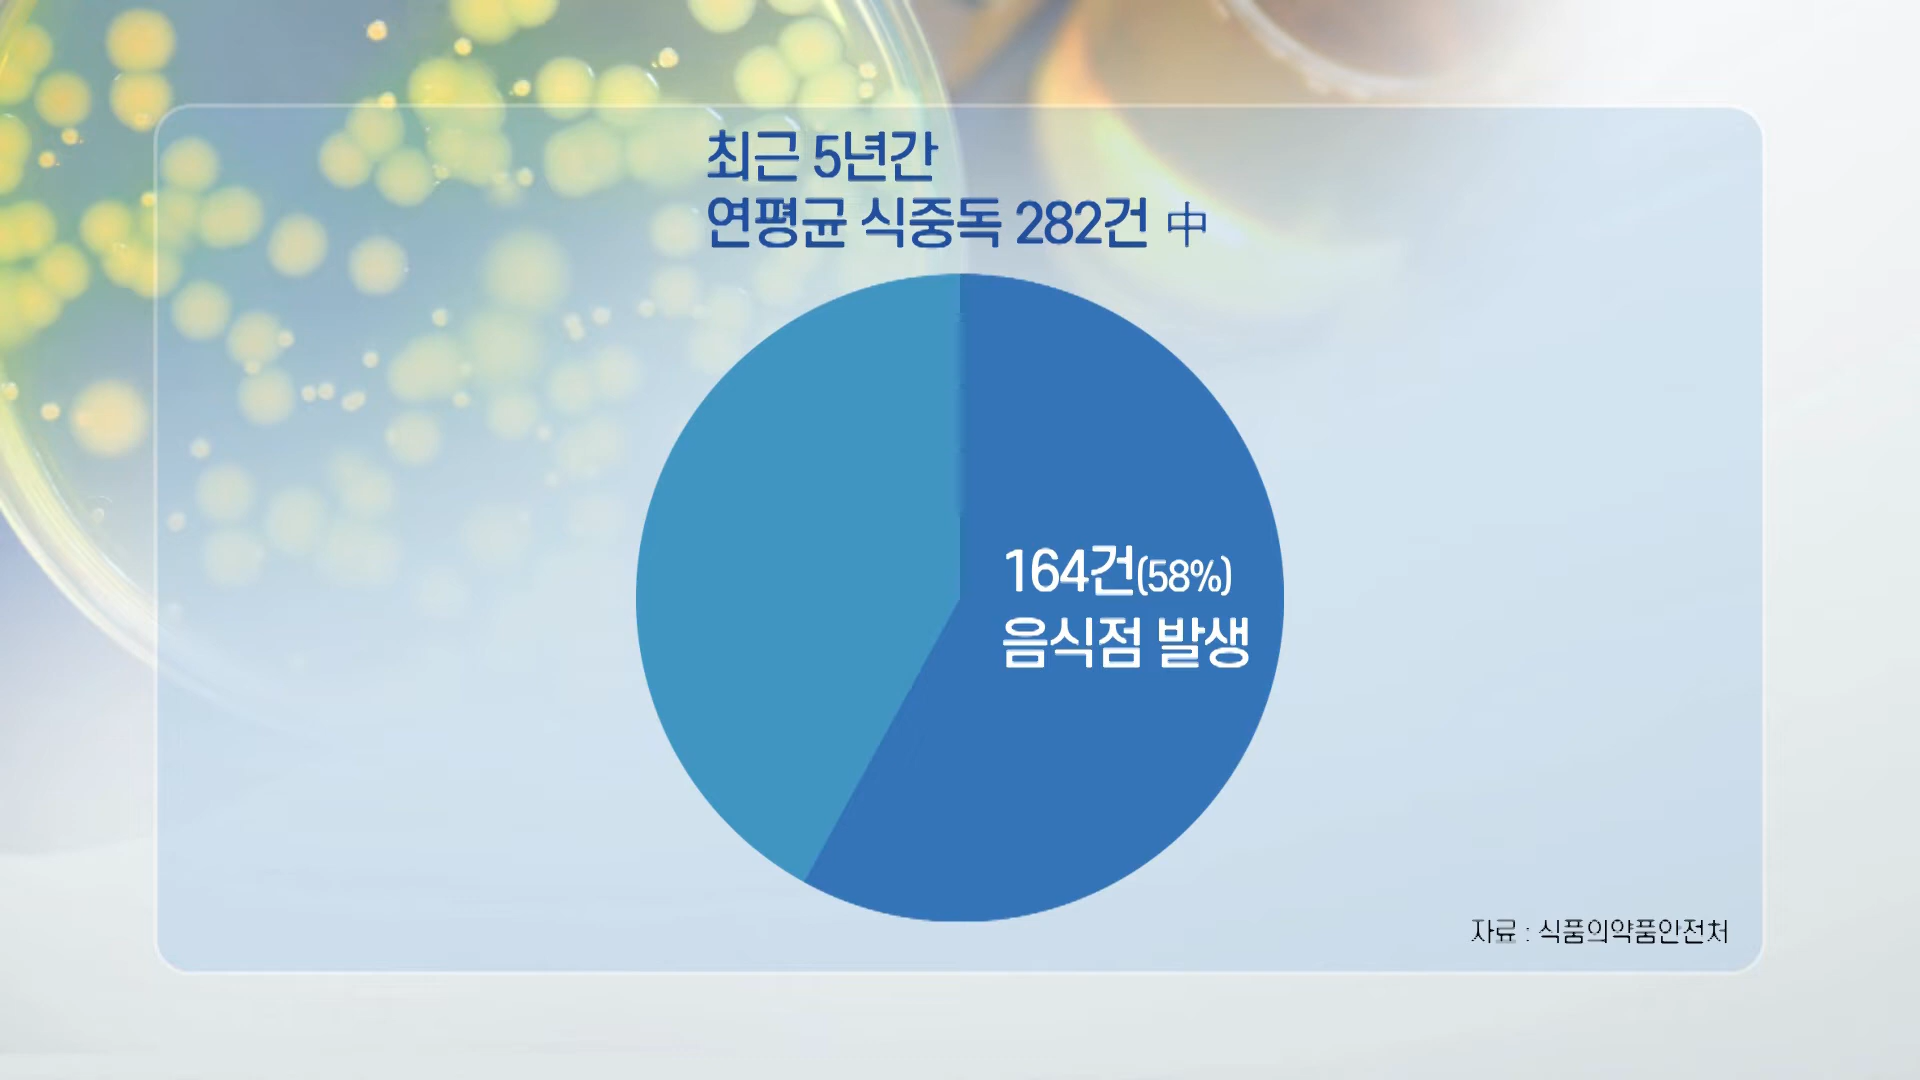 최근 5년간
연평균 식중독 282건 中
164건(58%)
음식점 발생
자료 : 식품의약품안전처